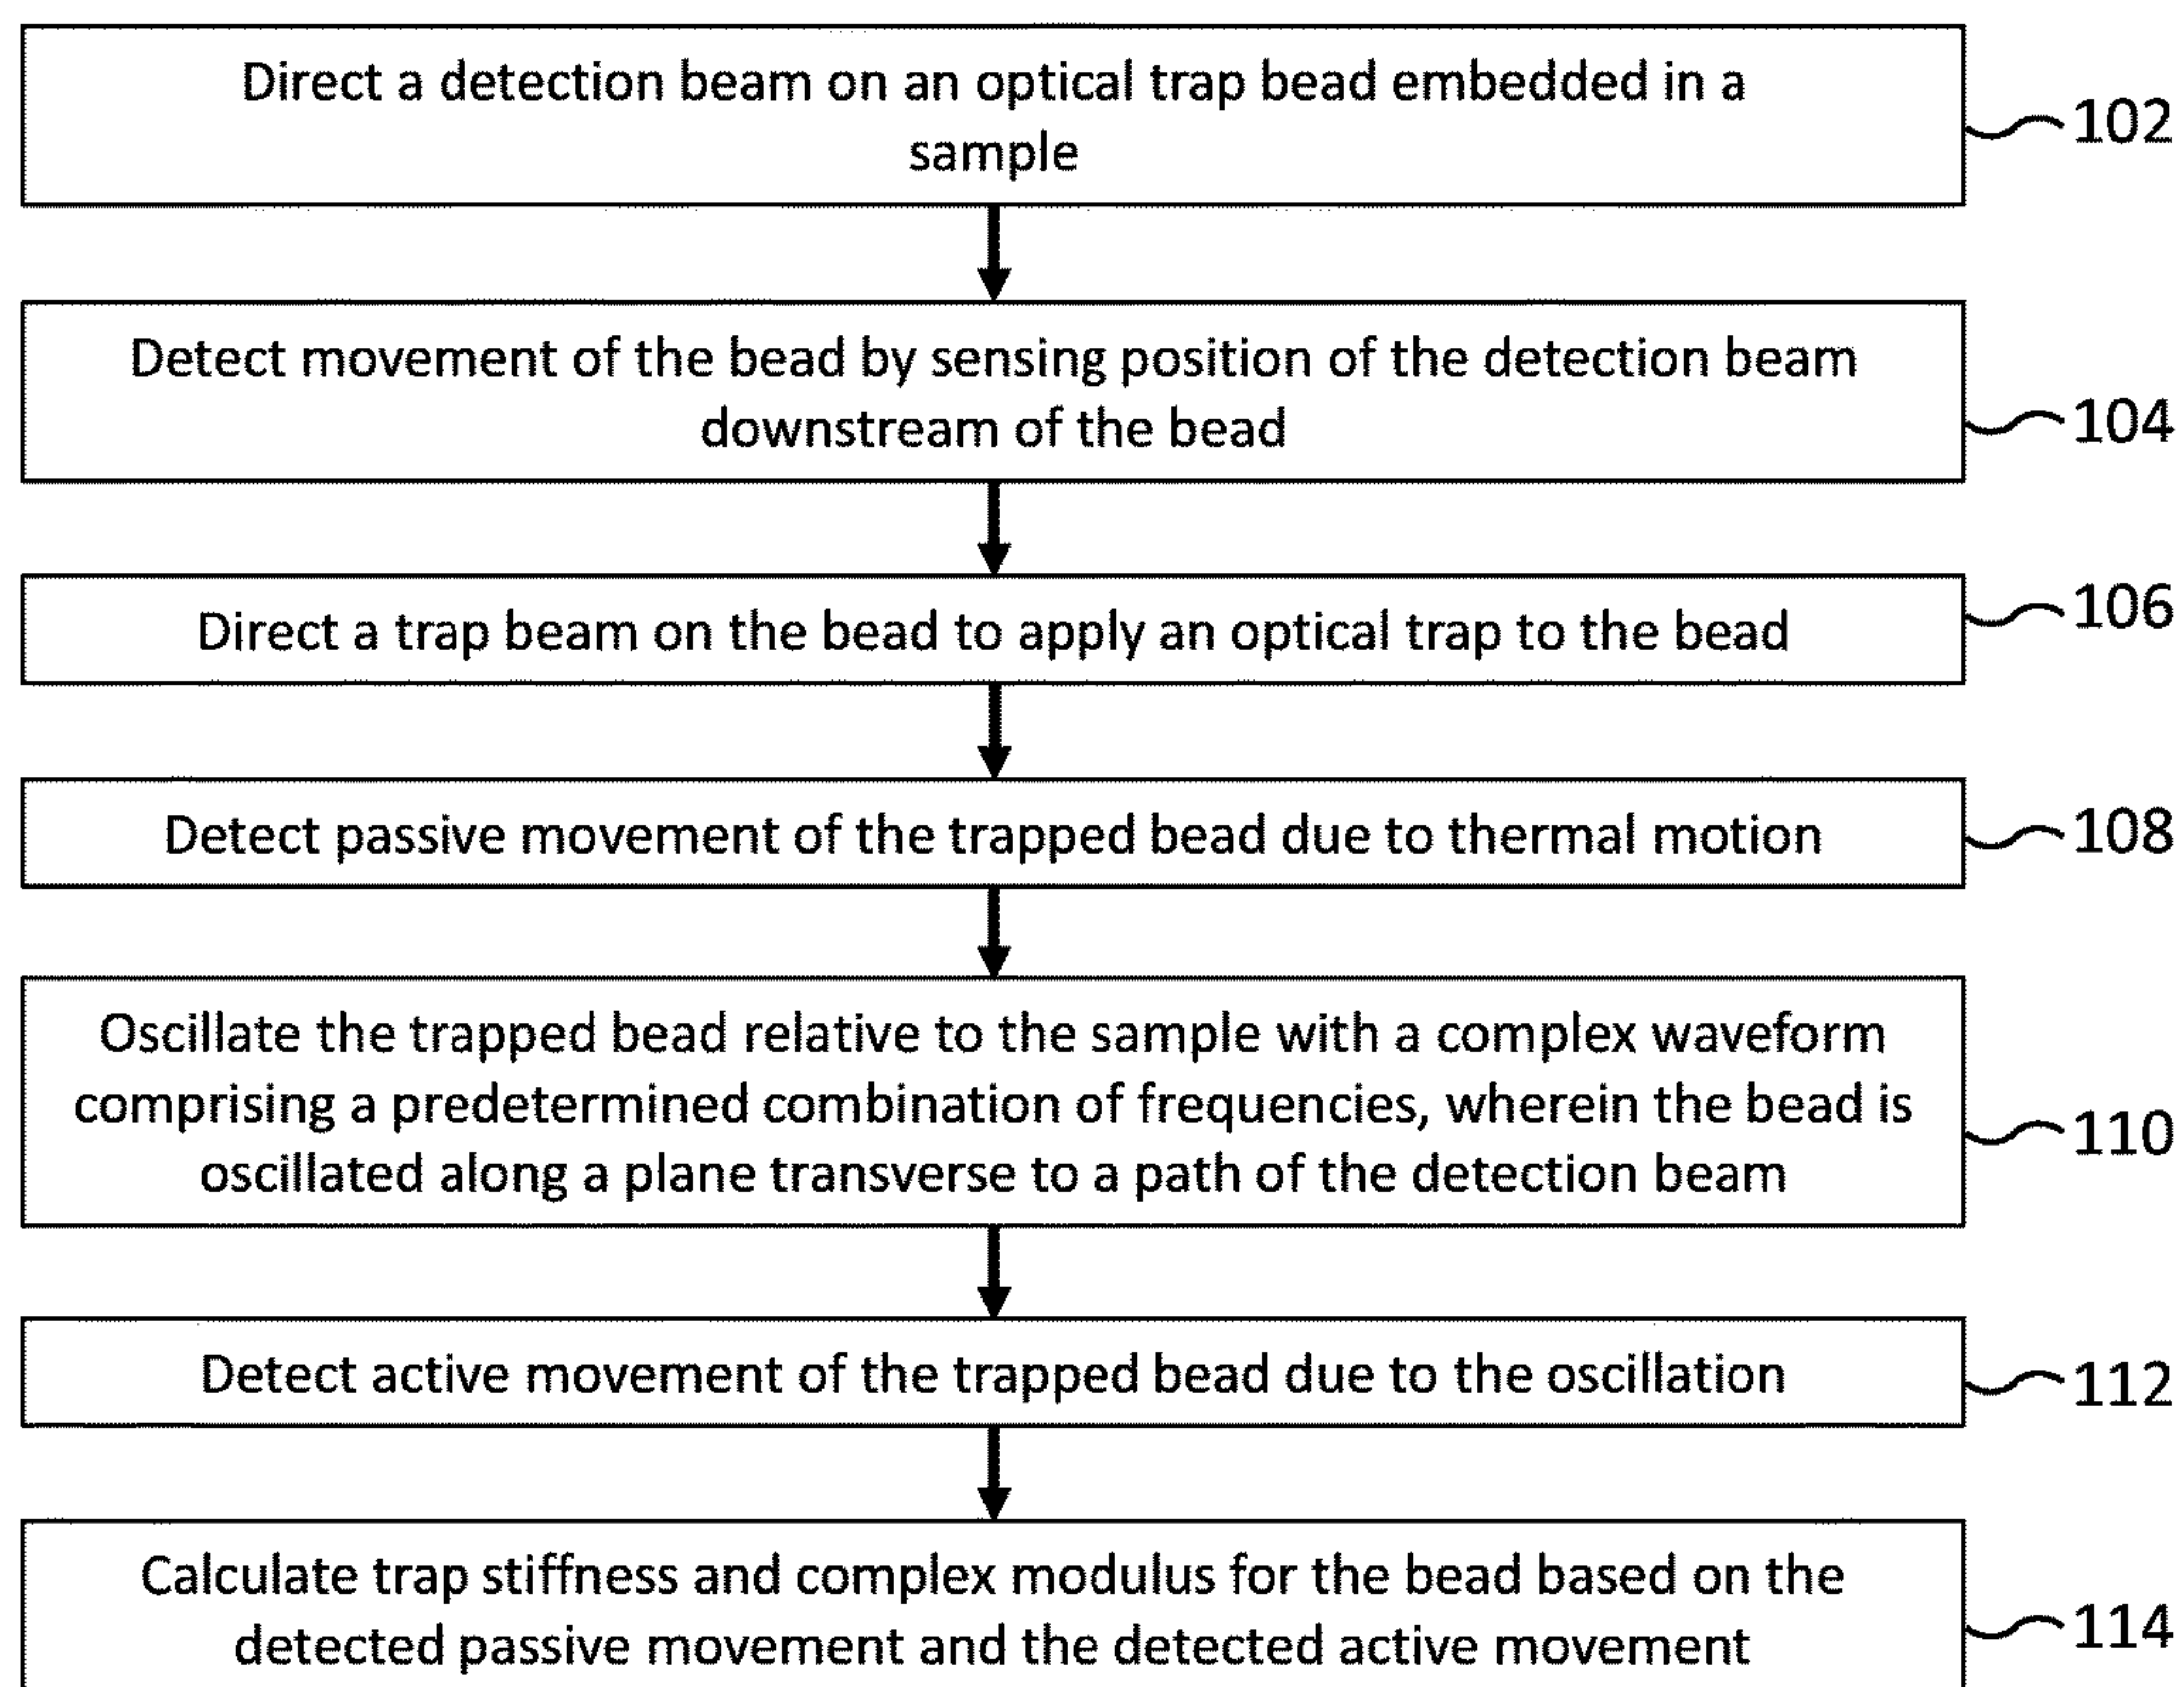 Direct a detection beam on an optical trap bead embedded in a
sample
102
Detect movement of the bead by sensing position of the detection beam
downstream of the bead
104
Direct a trap beam on the bead to apply an optical trap to the bead
106
Detect passive movement of the trapped bead due to thermal motion
108
Oscillate the trapped bead relative to the sample with a complex waveform
comprising a predetermined combination of frequencies, wherein the bead is
oscillated along a plane transverse to a path of the detection beam
110
Detect active movement of the trapped bead due to the oscillation
112
Calculate trap stiffness and complex modulus for the bead based on the
detected passive movement and the detected active movement
114